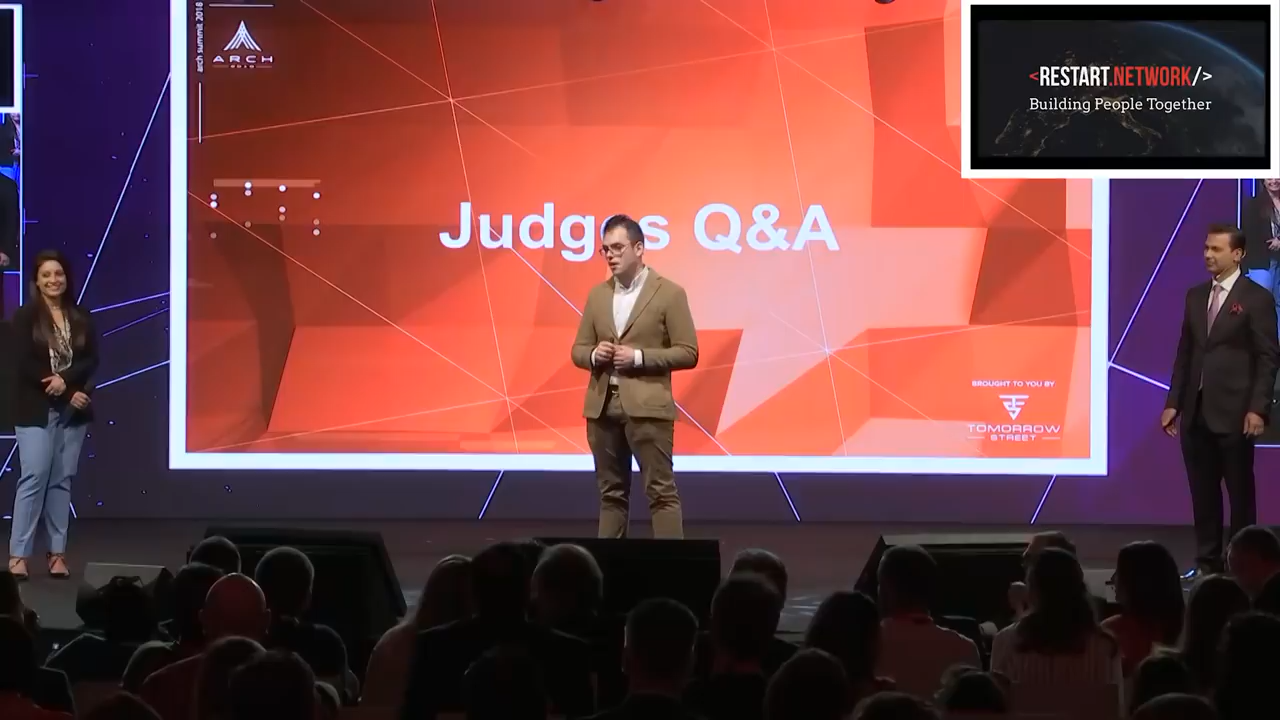 arch summit 2018
ARCH
Judges Q&A
<RESTART.NETWORK/>
Building People Together
BROUGHT TO YOU BY
TOMORROW
STREET